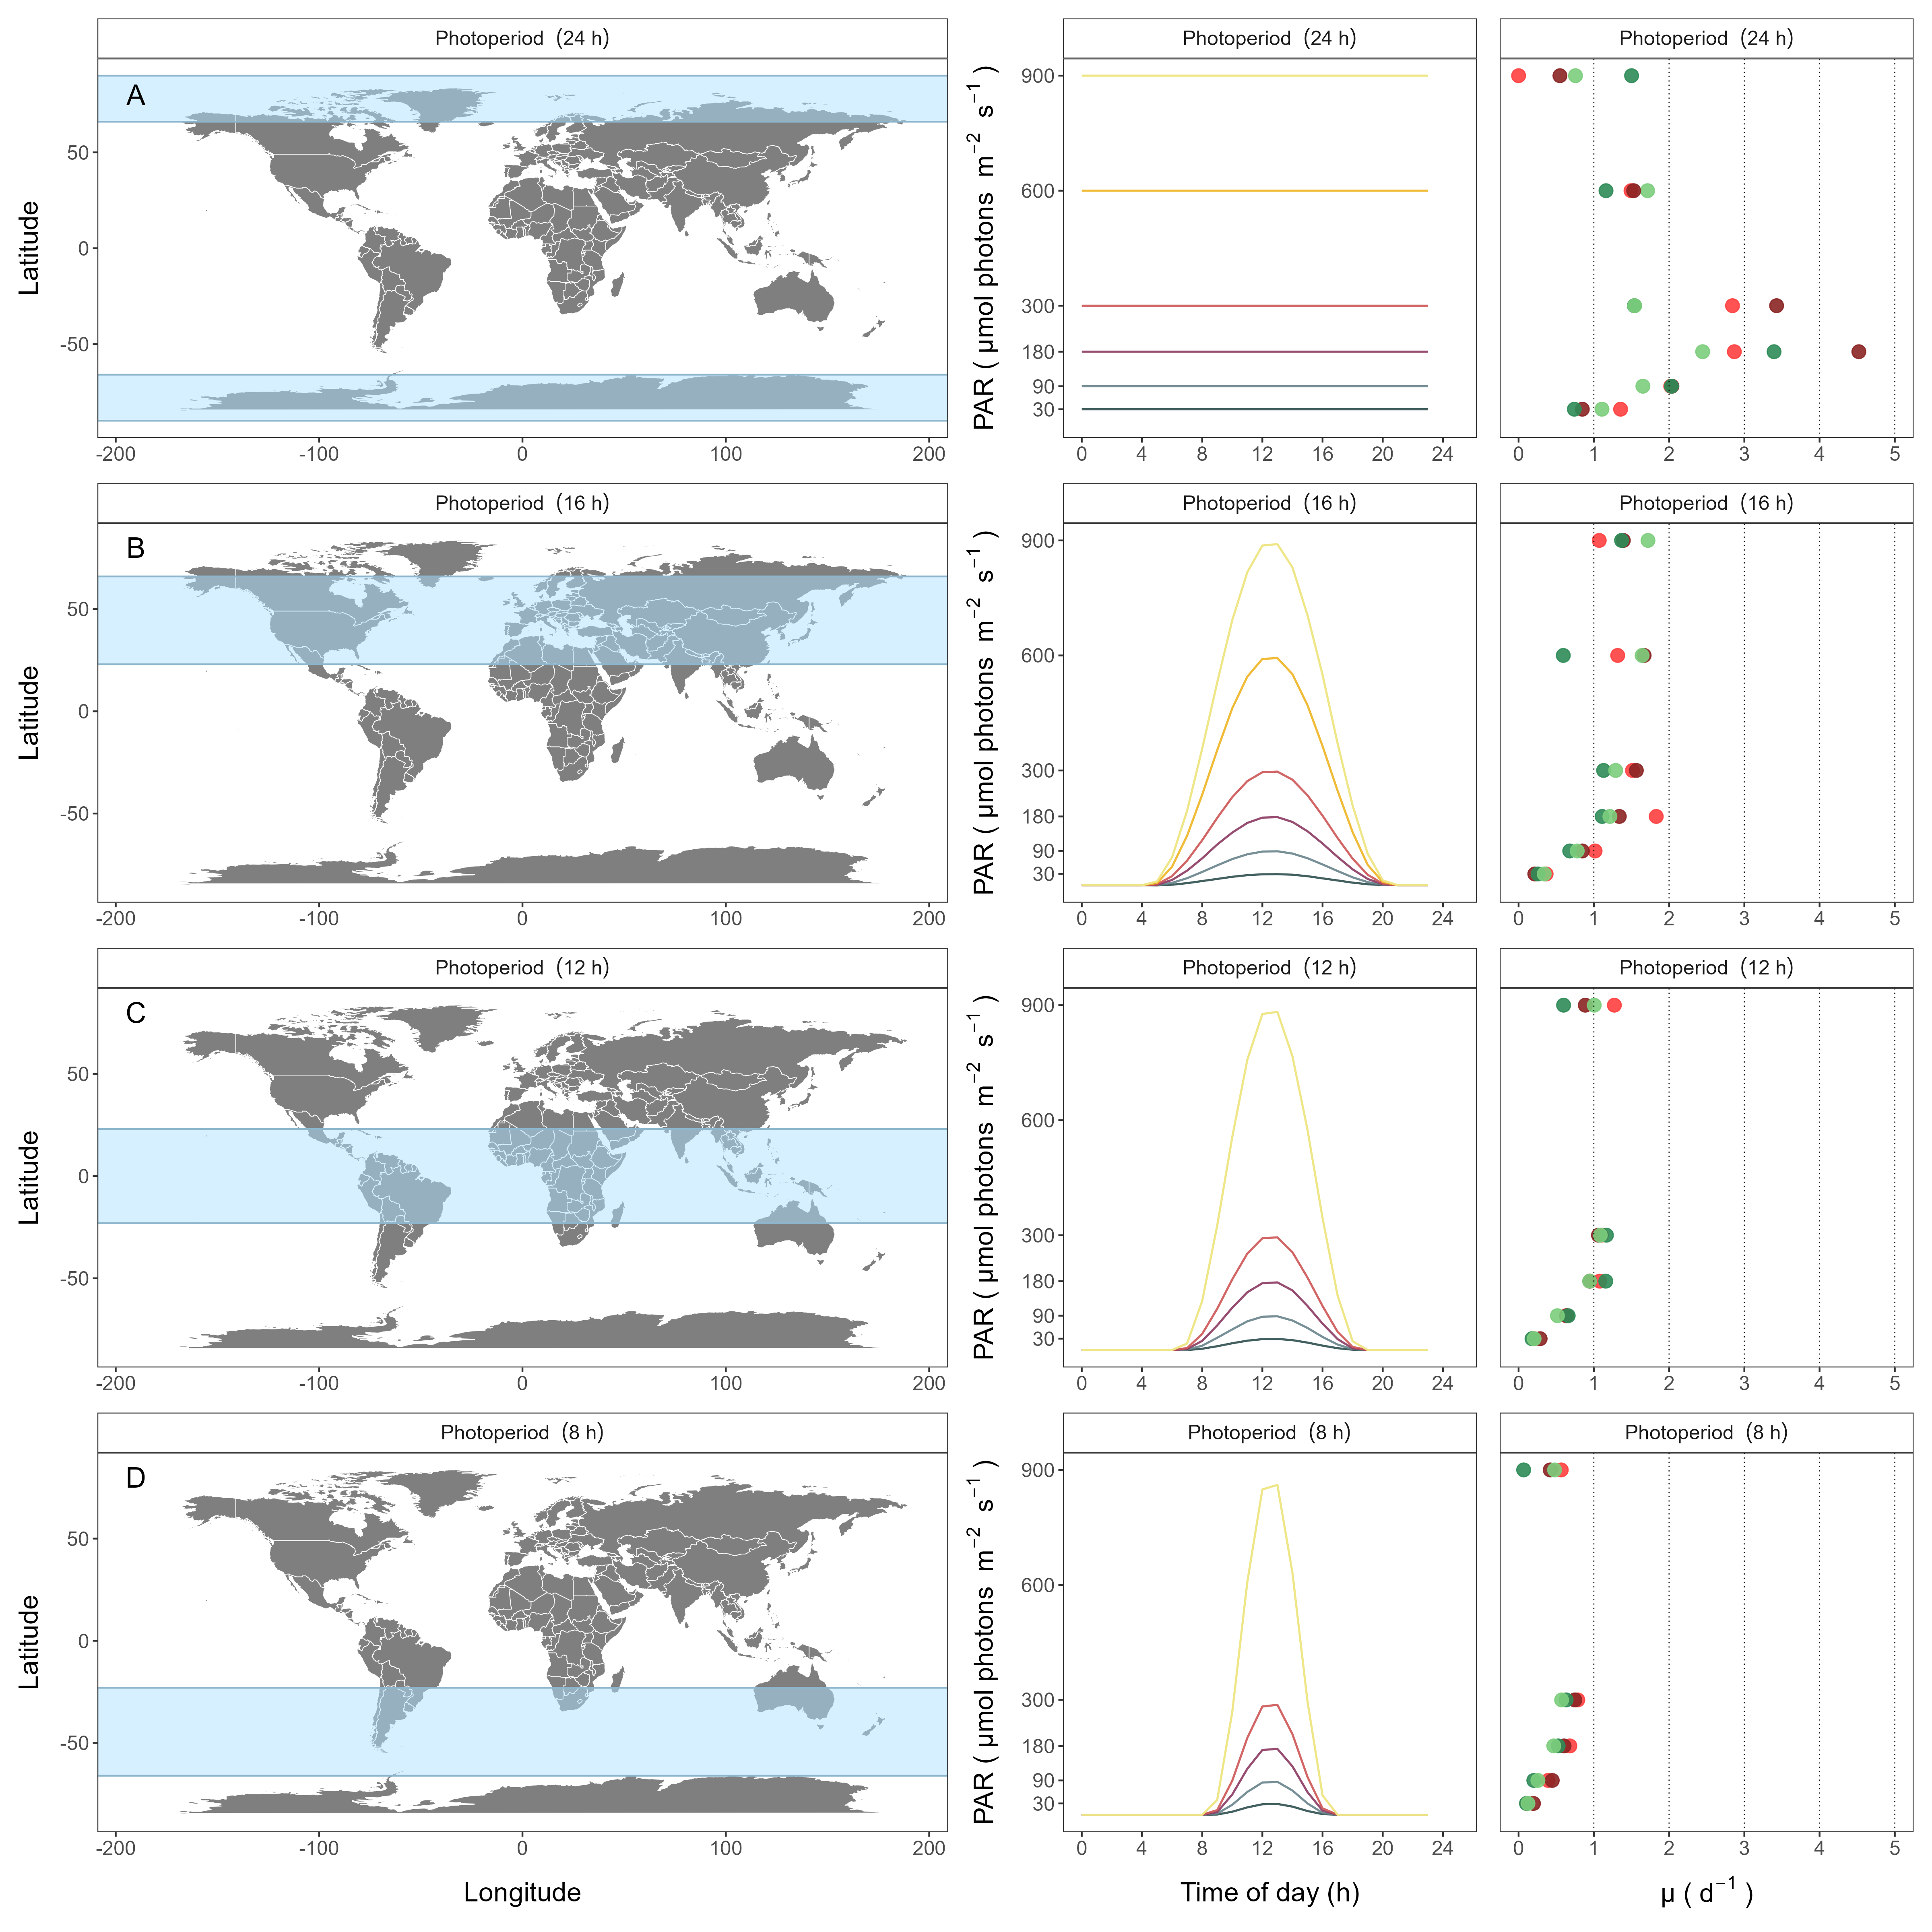 Photoperiod (24 h)
Photoperiod (24 h)
Photoperiod (24 h)
A
Latitude
50
0
-50
-200 -100 0 100 200
PAR ( µmol photons m−2 s−1 )
900
600
300
180
90
30
0 4 8 12 16 20 24
0 1 2 3 4 5
Photoperiod (16 h)
Photoperiod (16 h)
Photoperiod (16 h)
B
Latitude
50
0
-50
-200 -100 0 100 200
PAR ( µmol photons m−2 s−1 )
900
600
300
180
90
30
0 4 8 12 16 20 24
0 1 2 3 4 5
Photoperiod (12 h)
Photoperiod (12 h)
Photoperiod (12 h)
C
Latitude
50
0
-50
-200 -100 0 100 200
PAR ( µmol photons m−2 s−1 )
900
600
300
180
90
30
0 4 8 12 16 20 24
0 1 2 3 4 5
Photoperiod (8 h)
Photoperiod (8 h)
Photoperiod (8 h)
D
Latitude
50
0
-50
-200 -100 0 100 200
PAR ( µmol photons m−2 s−1 )
900
600
300
180
90
30
0 4 8 12 16 20 24
0 1 2 3 4 5
Longitude
Time of day (h)
µ ( d−1 )